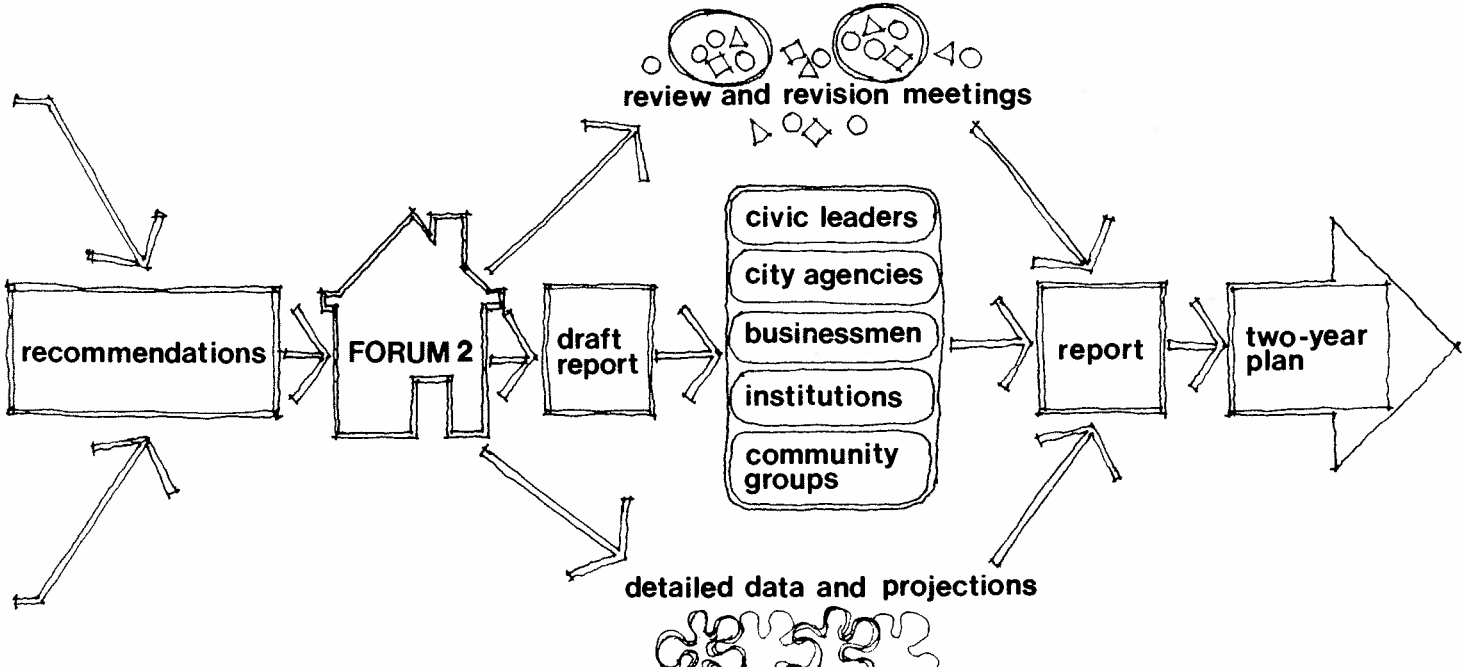 review and revision meetings
recommendations
FORUM 2
draft
report
civic leaders
city agencies
businessmen
institutions
community
groups
report
two-year
plan
detailed data and projections